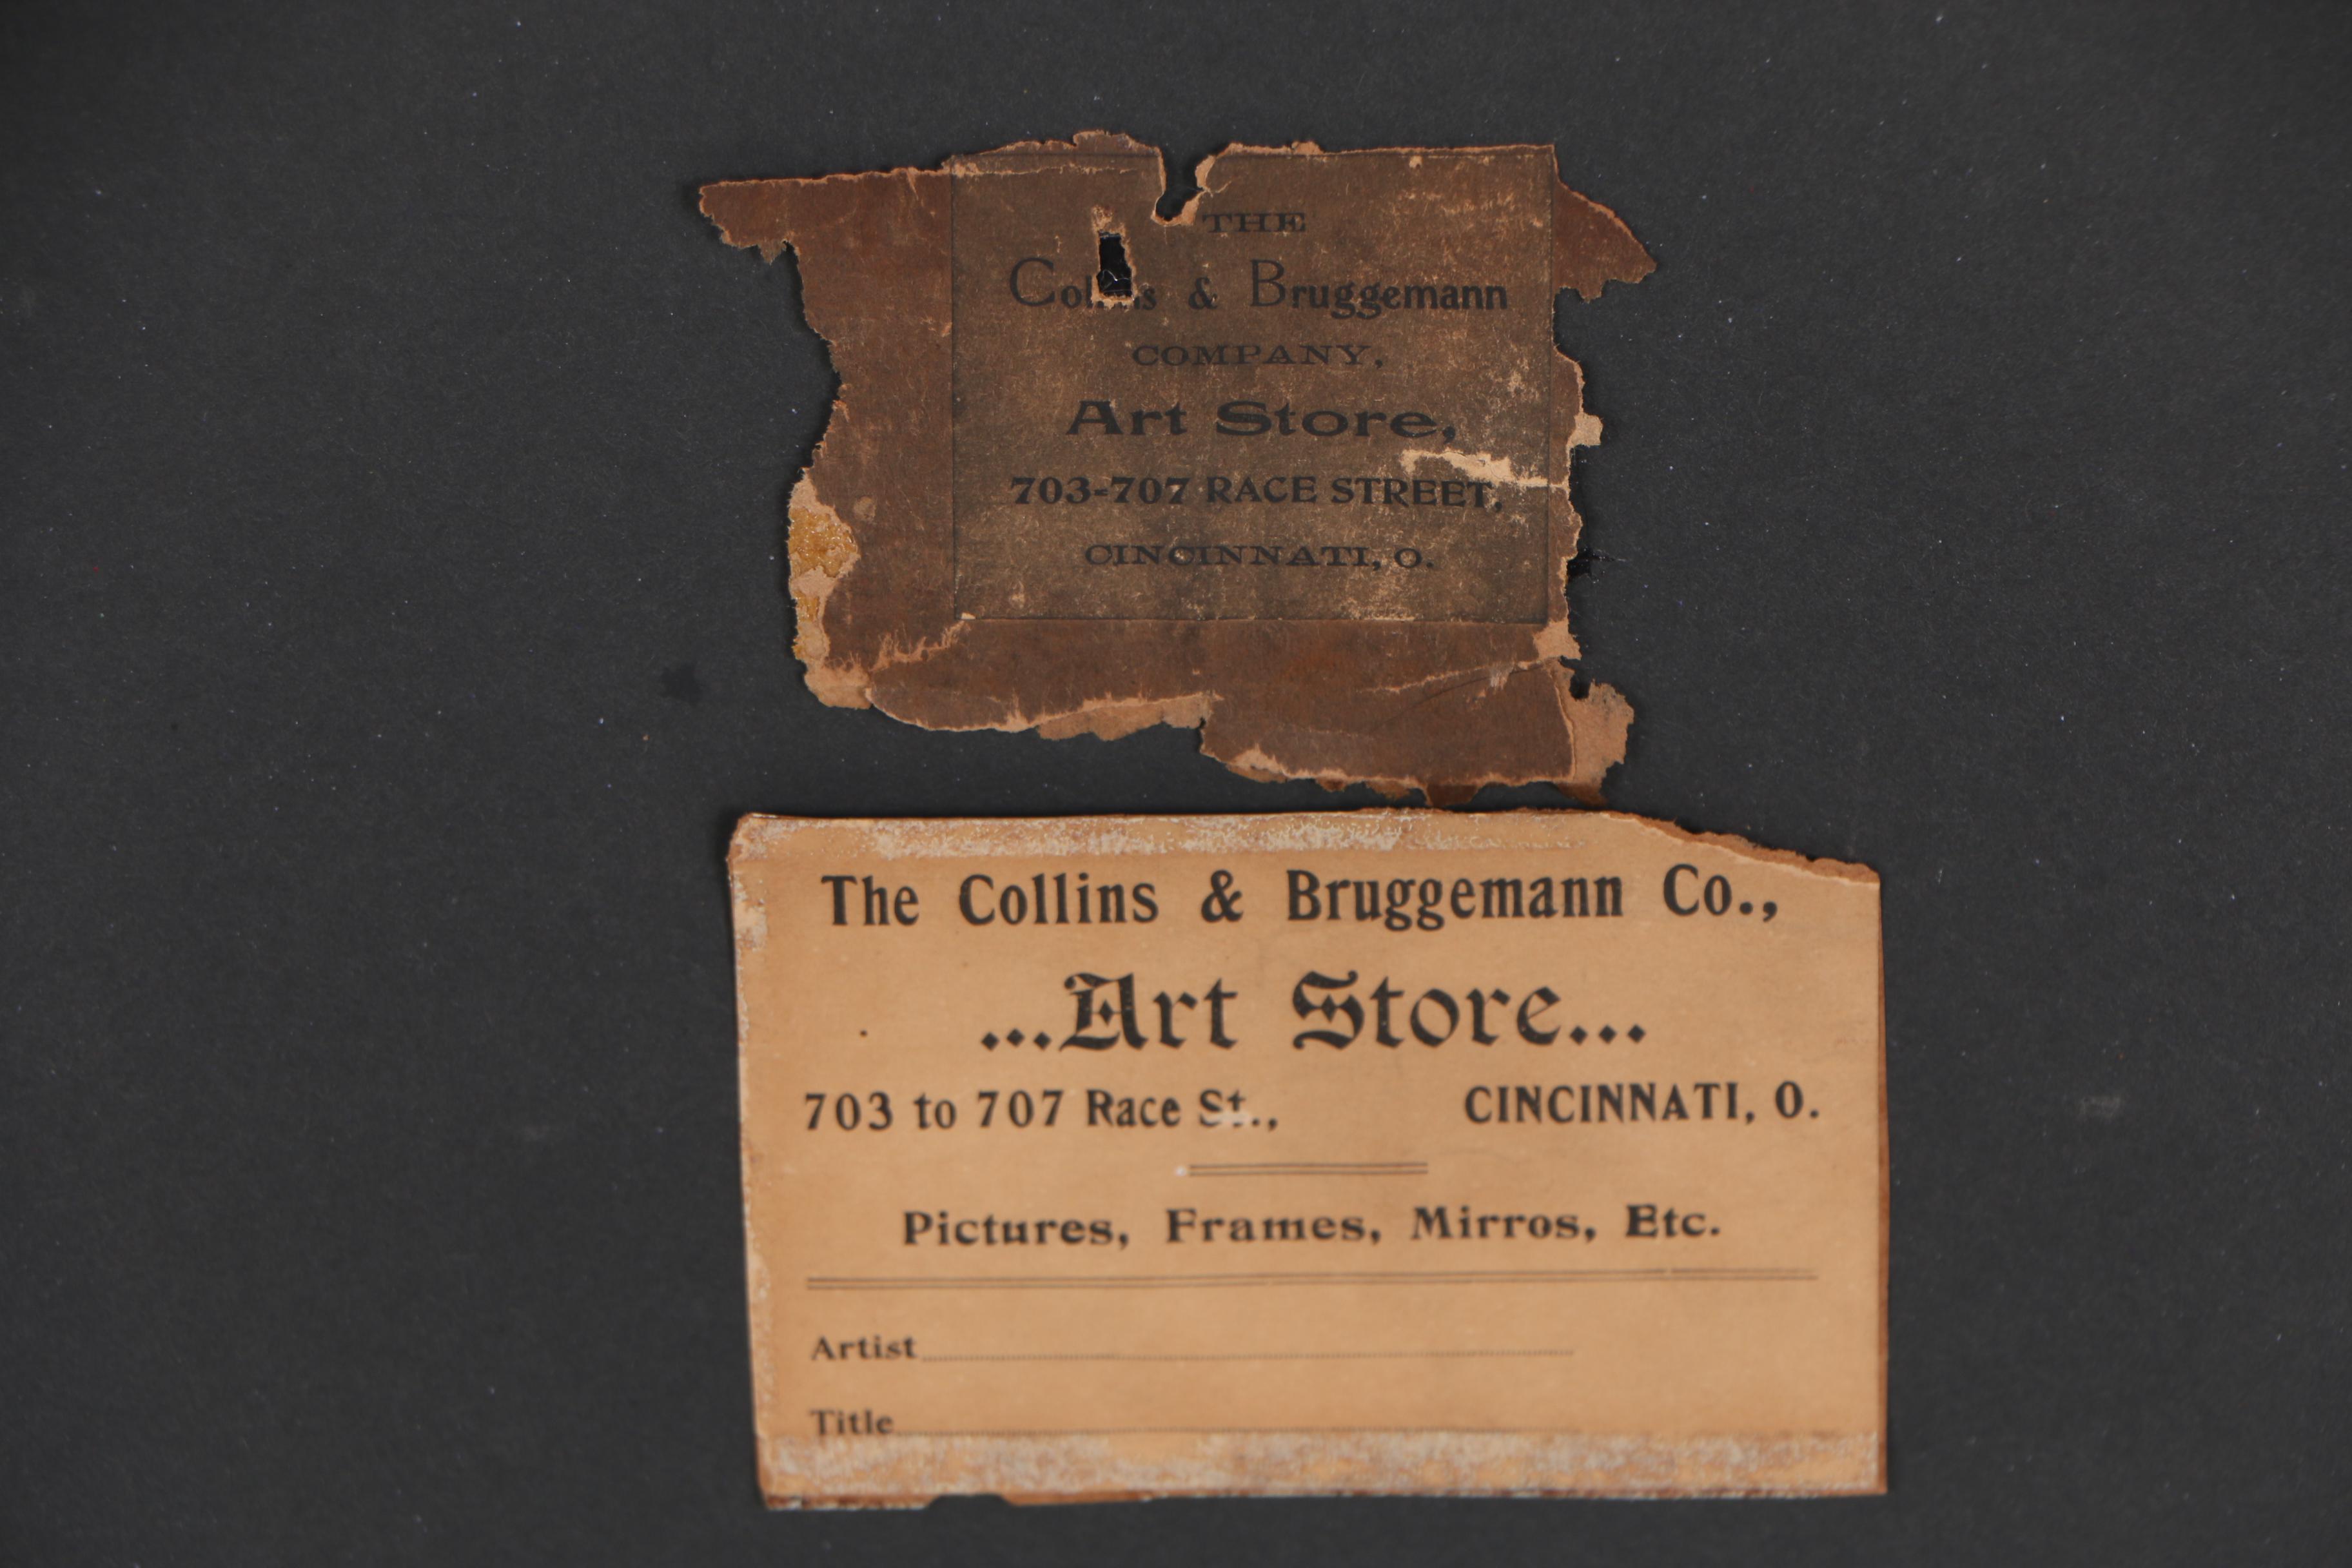 THE
Collins & Bruggemann
COMPANY,
Art Store,
703-707 RACE STREET,
CINCINNATI, O.
The Collins & Bruggemann Co.,
...Art Store...
703 to 707 Race St., CINCINNATI, O.
Pictures, Frames, Mirros, Etc.
Artist
Title